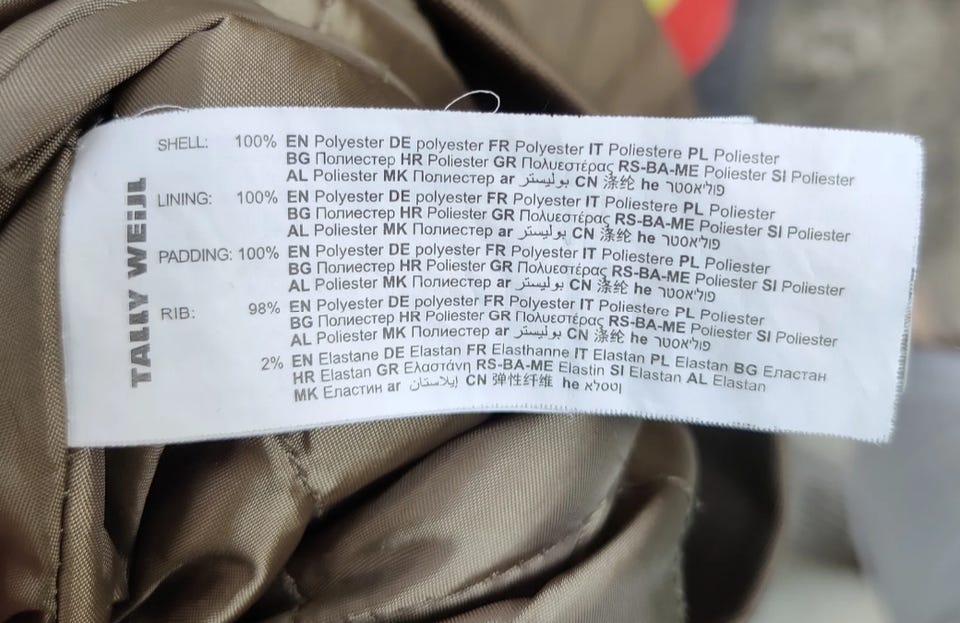 TALLY WEiJL
SHELL: 100% EN Polyester DE polyester FR Polyester IT Poliestere PL Poliester
BG Полиестер HR Poliester GR Πολυεστέρας RS-BA-ME Poliester SI Poliester
AL Poliester MK Полиестер ar بوليستر CN 涤纶 he פוליאסטר
LINING: 100% EN Polyester DE polyester FR Polyester IT Poliestere PL Poliester
BG Полиестер HR Poliester GR Πολυεστέρας RS-BA-ME Poliester SI Poliester
AL Poliester MK Полиестер ar بوليستر CN 涤纶 he פוליאסטר
PADDING: 100% EN Polyester DE polyester FR Polyester IT Poliestere PL Poliester
BG Полиестер HR Poliester GR Πολυεστέρας RS-BA-ME Poliester SI Poliester
AL Poliester MK Полиестер ar بوليستر CN 涤纶 he פוליאסטר
RIB: 98% EN Polyester DE polyester FR Polyester IT Poliestere PL Poliester
BG Полиестер HR Poliester GR Πολυεστέρας RS-BA-ME Poliester SI Poliester
AL Poliester MK Полиестер ar بوليستر CN 涤纶 he פוליאסטר
2% EN Elastane DE Elastan FR Elasthanne IT Elastan PL Elastan BG Еластан
HR Elastan GR Ελαστάνη RS-BA-ME Elastin SI Elastan AL Elastan
MK Еластин ar إيلاستان CN 弹性纤维 he אסטלאן